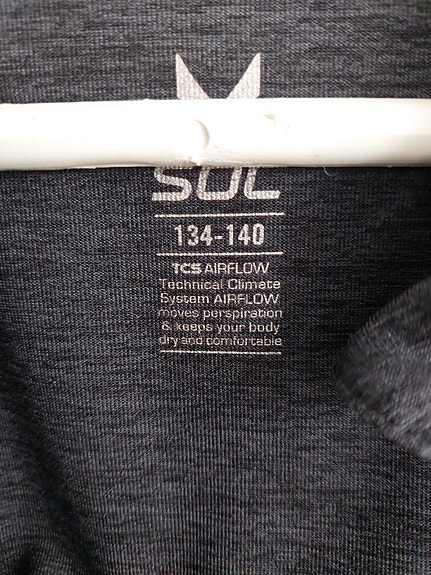 SOC
134-140
TCS AIRFLOW
Technical Climate
System AIRFLOW
moves perspiration
& keeps your body
dry and comfortable